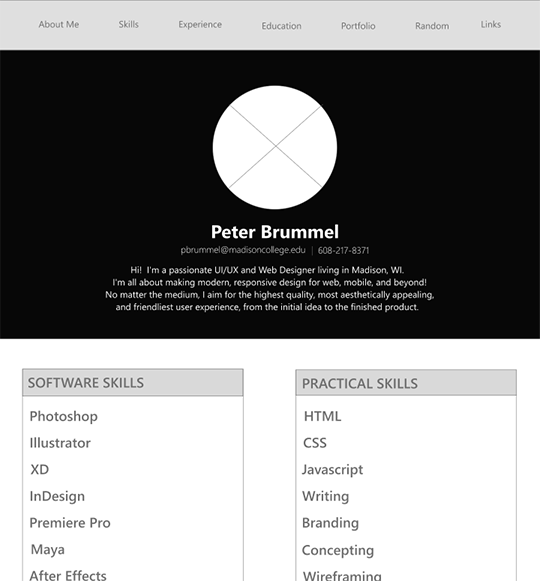 About Me Skills Experience Education Portfolio Random Links
Peter Brummel
pbrummel@madisoncollege.edu | 608-217-8371
Hi! I'm a passionate UI/UX and Web Designer living in Madison, WI.
I'm all about making modern, responsive design for web, mobile, and beyond!
No matter the medium, I aim for the highest quality, most aesthetically appealing,
and friendliest user experience, from the initial idea to the finished product.
SOFTWARE SKILLS
Photoshop
Illustrator
XD
InDesign
Premiere Pro
Maya
After Effects
PRACTICAL SKILLS
HTML
CSS
Javascript
Writing
Branding
Concepting
Wireframing